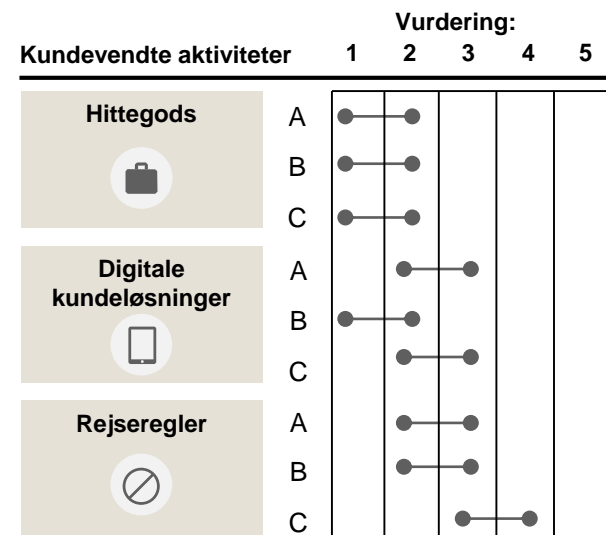 Vurdering:
Kundevendte aktiviteter 1 2 3 4 5
Hittegods
A
B
C
Digitale
kundeløsninger
A
B
C
Rejseregler
A
B
C